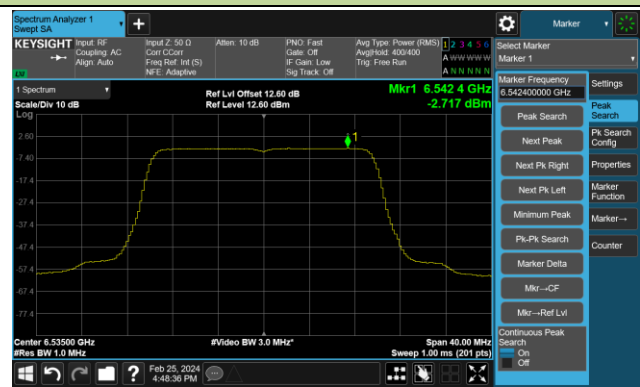 Spectrum Analyzer 1
Swept SA
Marker
KEYSIGHT
Input: RF
Coupling: AC
Align: Auto
Input Z: 50 Ω
Corr CCorr
Freq Ref: Int (S)
NFE: Adaptive
Atten: 10 dB
PNO: Fast
Gate: Off
IF Gain: Low
Sig Track: Off
Avg Type: Power (RMS)
Avg|Hold: 400/400
Trig: Free Run
1 2 3 4 5 6
A W W W W W
A N N N N N
LW
Select Marker
Marker 1
1 Spectrum
Scale/Div 10 dB
Log
Ref Lvl Offset 12.60 dB
Ref Level 12.60 dBm
Mkr1 6.542 4 GHz
-2.717 dBm
2.60
-7.40
-17.4
-27.4
-37.4
-47.4
-57.4
-67.4
-77.4
1
Center 6.53500 GHz
#Res BW 1.0 MHz
#Video BW 3.0 MHz*
Span 40.00 MHz
Sweep 1.00 ms (201 pts)
Marker Frequency
6.542400000 GHz
Peak Search
Next Peak
Next Pk Right
Next Pk Left
Minimum Peak
Pk-Pk Search
Marker Delta
Mkr→CF
Mkr→Ref Lvl
Continuous Peak
Search
On
Off
Settings
Peak
Search
Pk Search
Config
Properties
Marker
Function
Marker→
Counter
?
Feb 25, 2024
4:48:36 PM